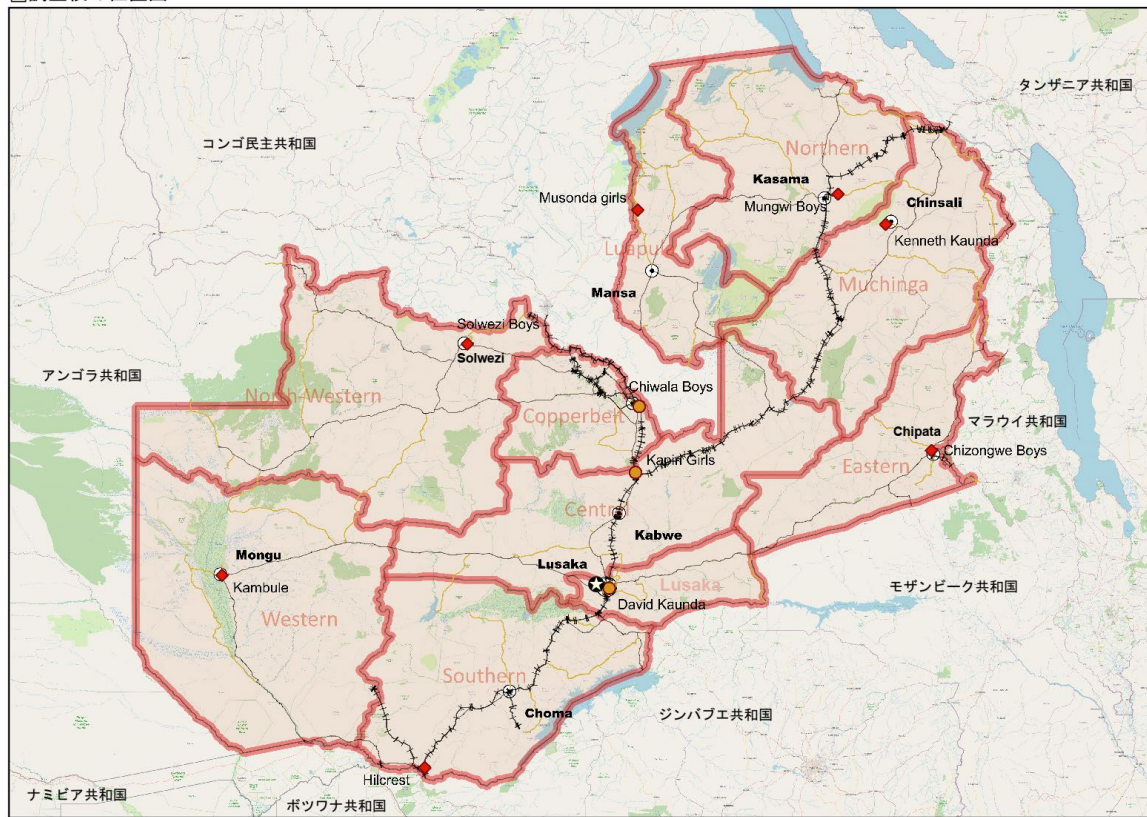 タンザニア共和国
コンゴ民主共和国
Northern
Kasama
Mungwi Boys
Chinsali
Kenneth Kaunda
Musonda girls
Luapula
Mansa
Muchinga
Solwezi Boys
Solwezi
アンゴラ共和国
North-Western
Chiwala Boys
Copperbelt
マラウイ共和国
Chipata
Chizongwe Boys
Eastern
Kapiri Girls
Central
Kabwe
Mongu
Kambule
Lusaka
Lusaka
David Kaunda
モザンビーク共和国
Western
Southern
Choma
ジンバブエ共和国
Hilcrest
ナミビア共和国
ボツワナ共和国